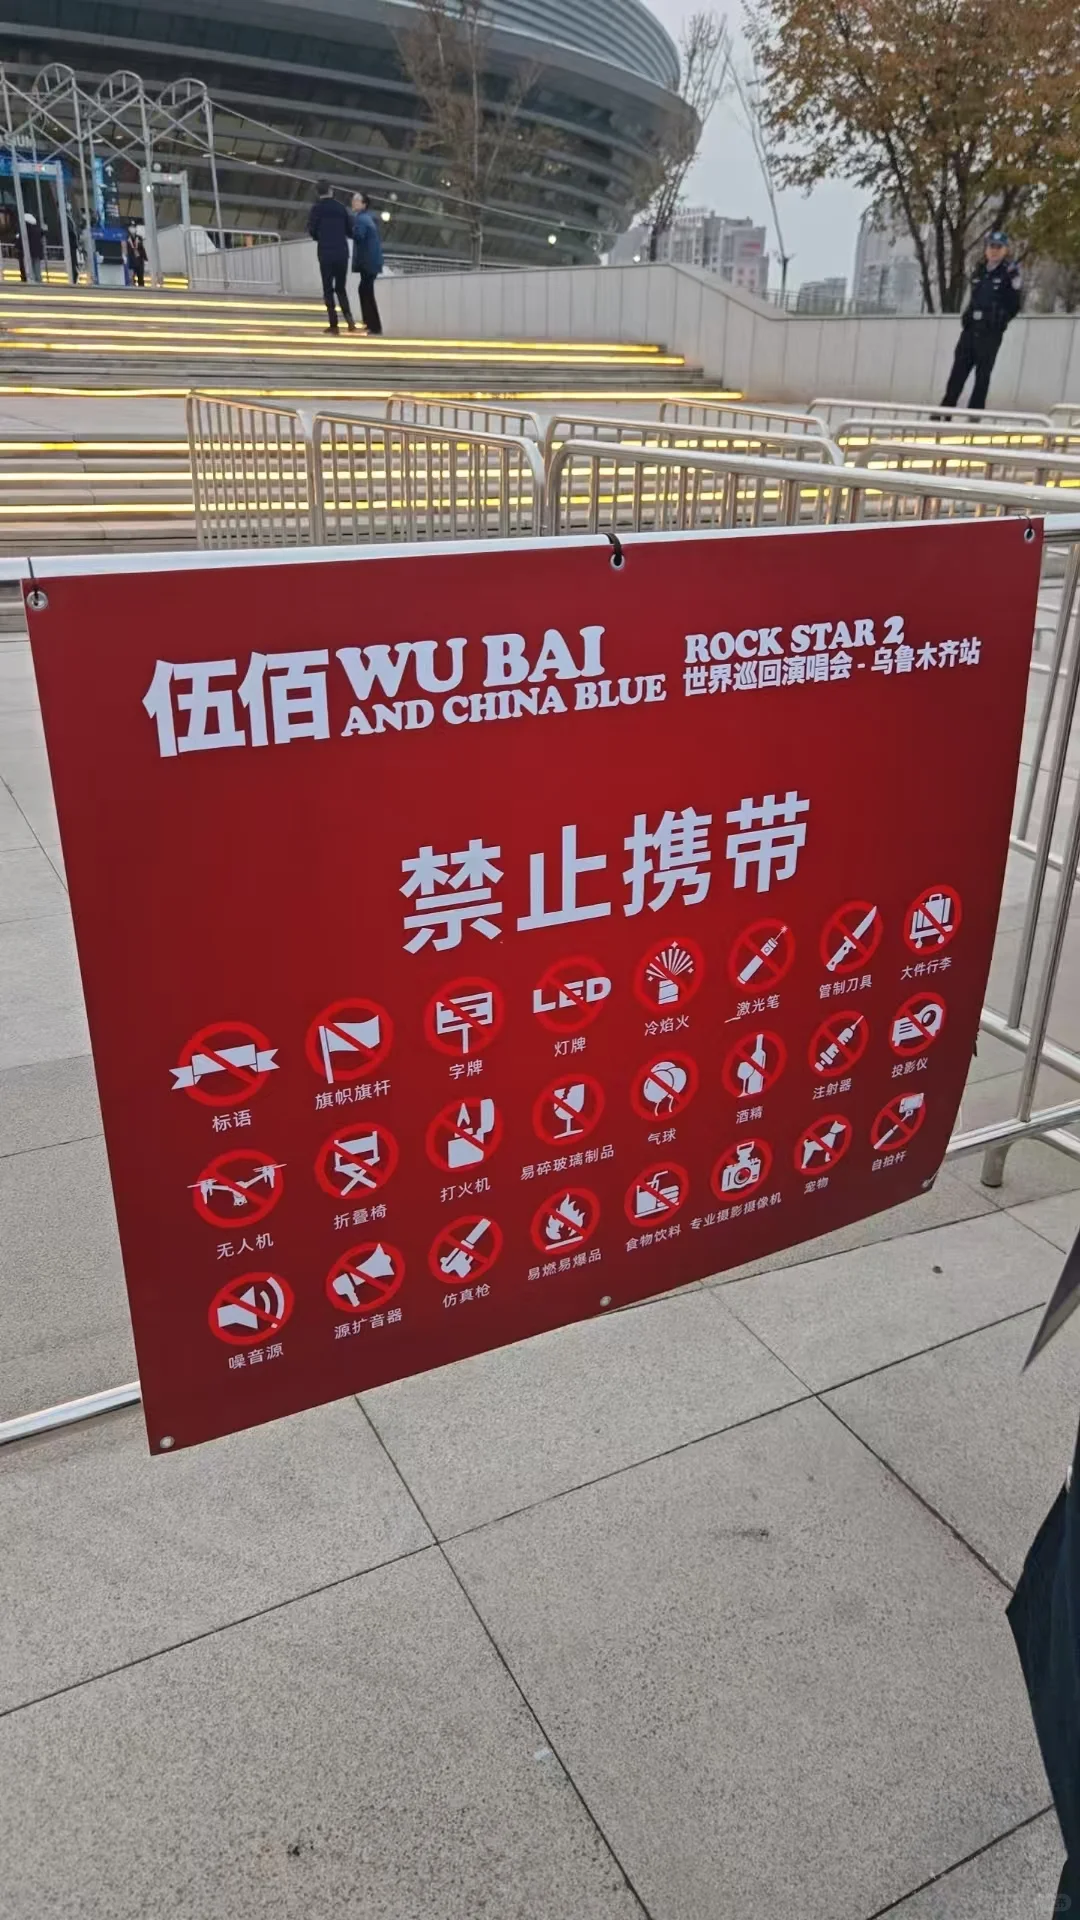 伍佰 WU BAI
AND CHINA BLUE
ROCK STAR 2
世界巡回演唱会 - 乌鲁木齐站
禁止携带
标语 旗帜旗杆 字牌 灯牌 冷焰火 激光笔 管制刀具 大件行李
LED
无人机 折叠椅 打火机 易碎玻璃制品 气球 酒精 注射器 投影仪
噪音源 源扩音器 仿真枪 易燃易爆品 食物饮料 专业摄影摄像机 宠物 自拍杆